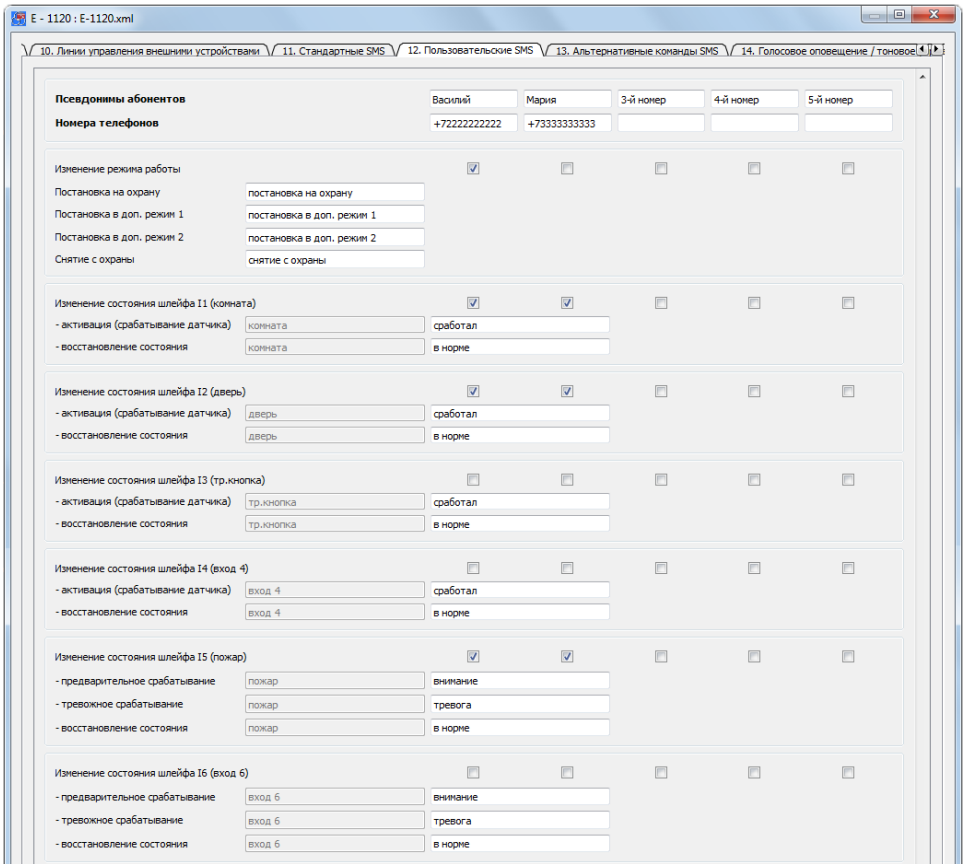 E - 1120 : E-1120.xml
10. Линии управления внешними устройствами 11. Стандартные SMS 12. Пользовательские SMS 13. Альтернативные команды SMS 14. Голосовое оповещение / тоновое
Псевдонимы абонентов Василий Мария 3-й номер 4-й номер 5-й номер
Номера телефонов +72222222222 +73333333333
Изменение режима работы
Постановка на охрану постановка на охрану
Постановка в доп. режим 1 постановка в доп. режим 1
Постановка в доп. режим 2 постановка в доп. режим 2
Снятие с охраны снятие с охраны
Изменение состояния шлейфа I1 (комната)
- активация (срабатывание датчика) комната сработал
- восстановление состояния комната в норме
Изменение состояния шлейфа I2 (дверь)
- активация (срабатывание датчика) дверь сработал
- восстановление состояния дверь в норме
Изменение состояния шлейфа I3 (тр.кнопка)
- активация (срабатывание датчика) тр.кнопка сработал
- восстановление состояния тр.кнопка в норме
Изменение состояния шлейфа I4 (вход 4)
- активация (срабатывание датчика) вход 4 сработал
- восстановление состояния вход 4 в норме
Изменение состояния шлейфа I5 (пожар)
- предварительное срабатывание пожар внимание
- тревожное срабатывание пожар тревога
- восстановление состояния пожар в норме
Изменение состояния шлейфа I6 (вход 6)
- предварительное срабатывание вход 6 внимание
- тревожное срабатывание вход 6 тревога
- восстановление состояния вход 6 в норме